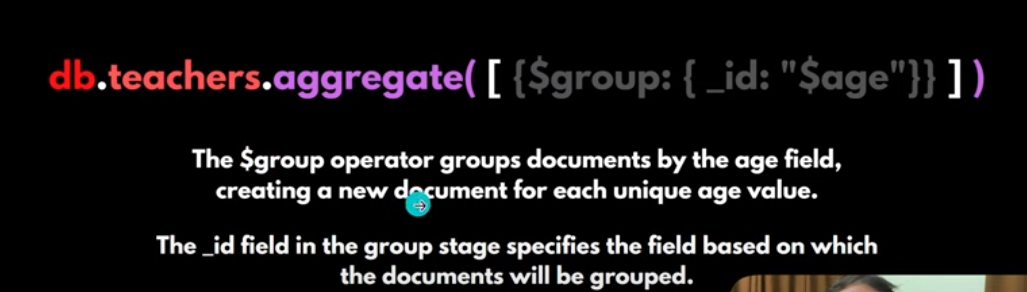 db.teachers.aggregate( [ {$group: { _id: "$age"}} ] )
The $group operator groups documents by the age field,
creating a new document for each unique age value.
The _id field in the group stage specifies the field based on which
the documents will be grouped.